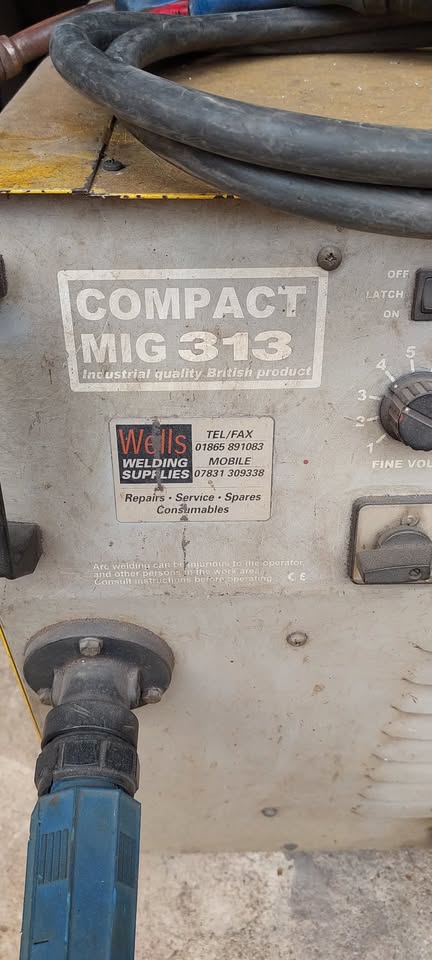 COMPACT
MIG 313
Industrial quality British product
OFF
LATCH
ON
5
4
3
2
1
FINE VOL
Wells
WELDING
SUPPLIES
TEL/FAX
01865 891083
MOBILE
07831 309338
Repairs • Service • Spares
Consumables
Arc welding can be injurious to the operator,
and other persons in the work area.
Consult instructions before operating.
CE